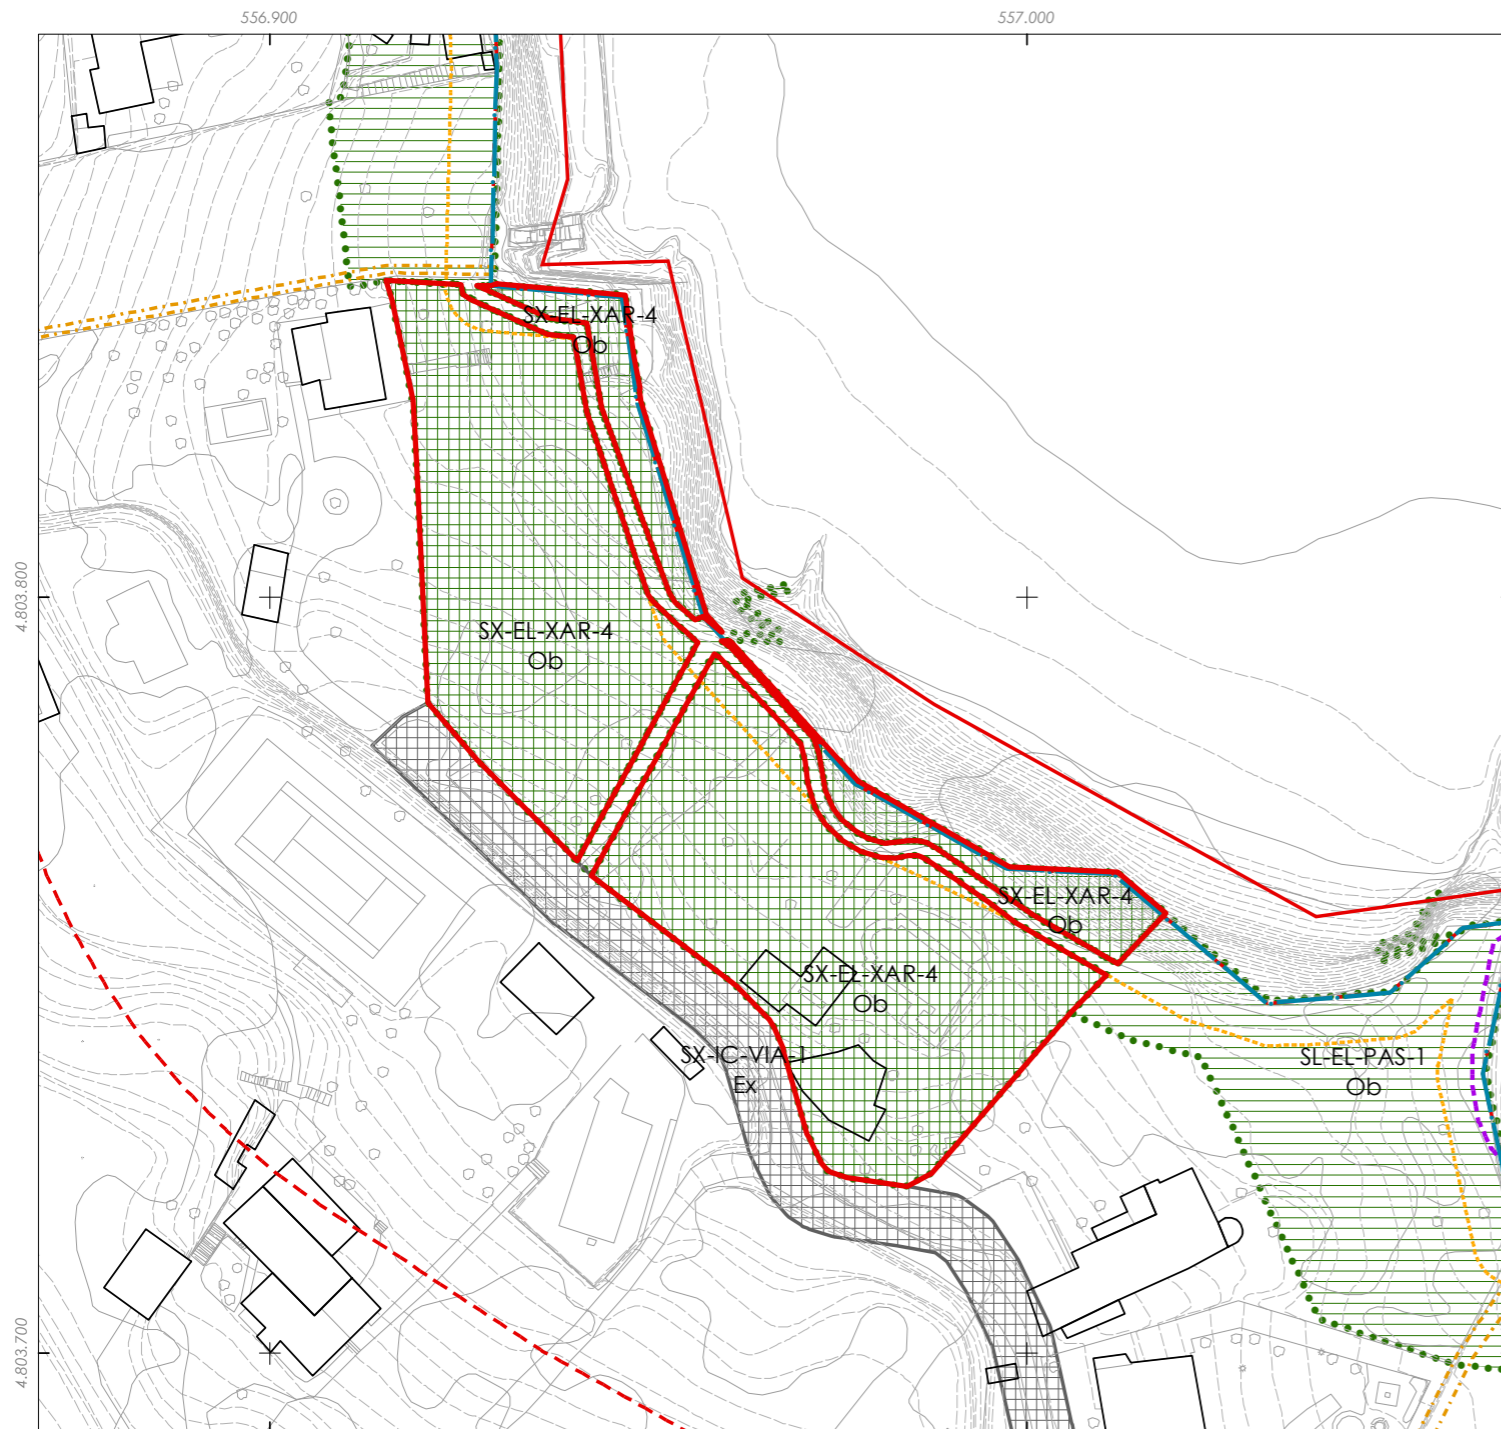 556.900
557.000
SX-EL-XAR-4
Ob
4.803.800
SX-EL-XAR-4
Ob
SX-EL-XAR-4
Ob
SX-EL-XAR-4
Ob
SX-IC-VIA-1
Ex
SL-EL-PAS-1
Ob
4.803.700